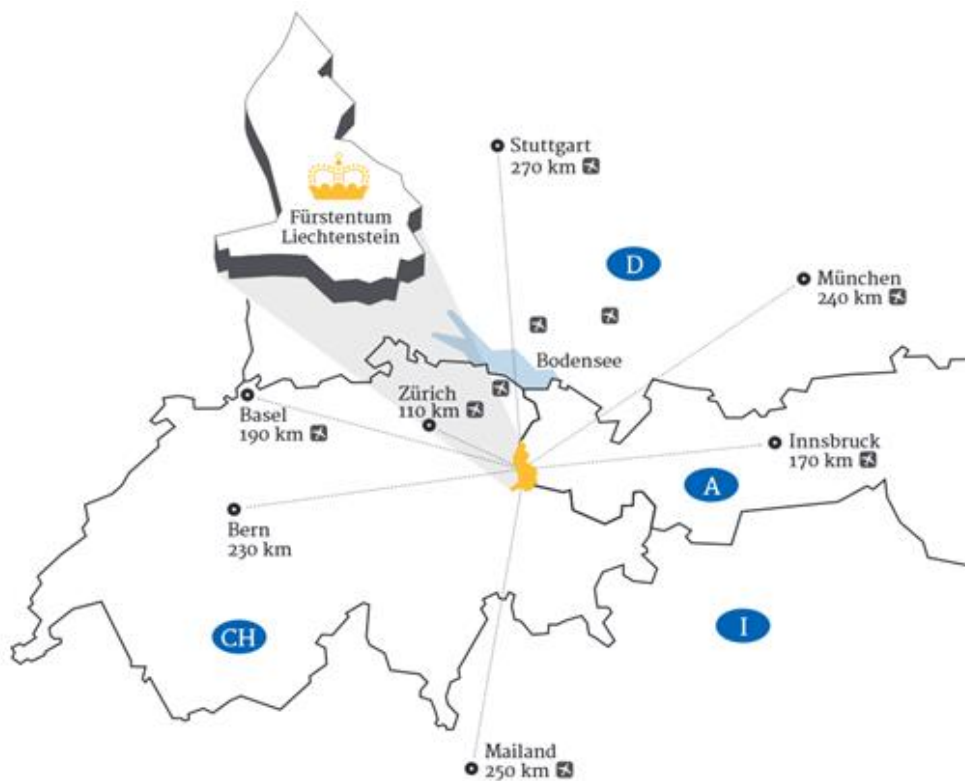 Stuttgart
270 km
Fürstentum
Liechtenstein
D
München
240 km
Bodensee
Zürich
110 km
Basel
190 km
Innsbruck
170 km
A
Bern
230 km
CH
I
Mailand
250 km